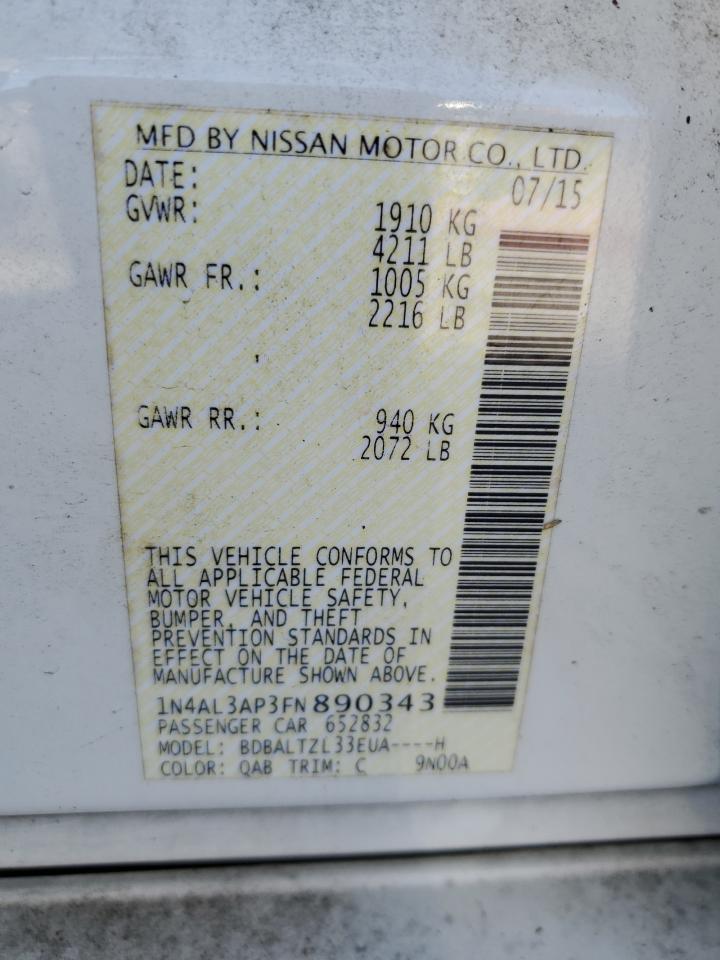 MFD BY NISSAN MOTOR CO., LTD.
DATE: 07/15
GVWR: 1910 KG
4211 LB
GAWR FR.: 1005 KG
2216 LB
GAWR RR.: 940 KG
2072 LB
THIS VEHICLE CONFORMS TO
ALL APPLICABLE FEDERAL
MOTOR VEHICLE SAFETY,
BUMPER, AND THEFT
PREVENTION STANDARDS IN
EFFECT ON THE DATE OF
MANUFACTURE SHOWN ABOVE.
1N4AL3AP3FN890343
PASSENGER CAR 652832
MODEL: BDBALTZL33EUA----H
COLOR: QAB TRIM: C 9N00A